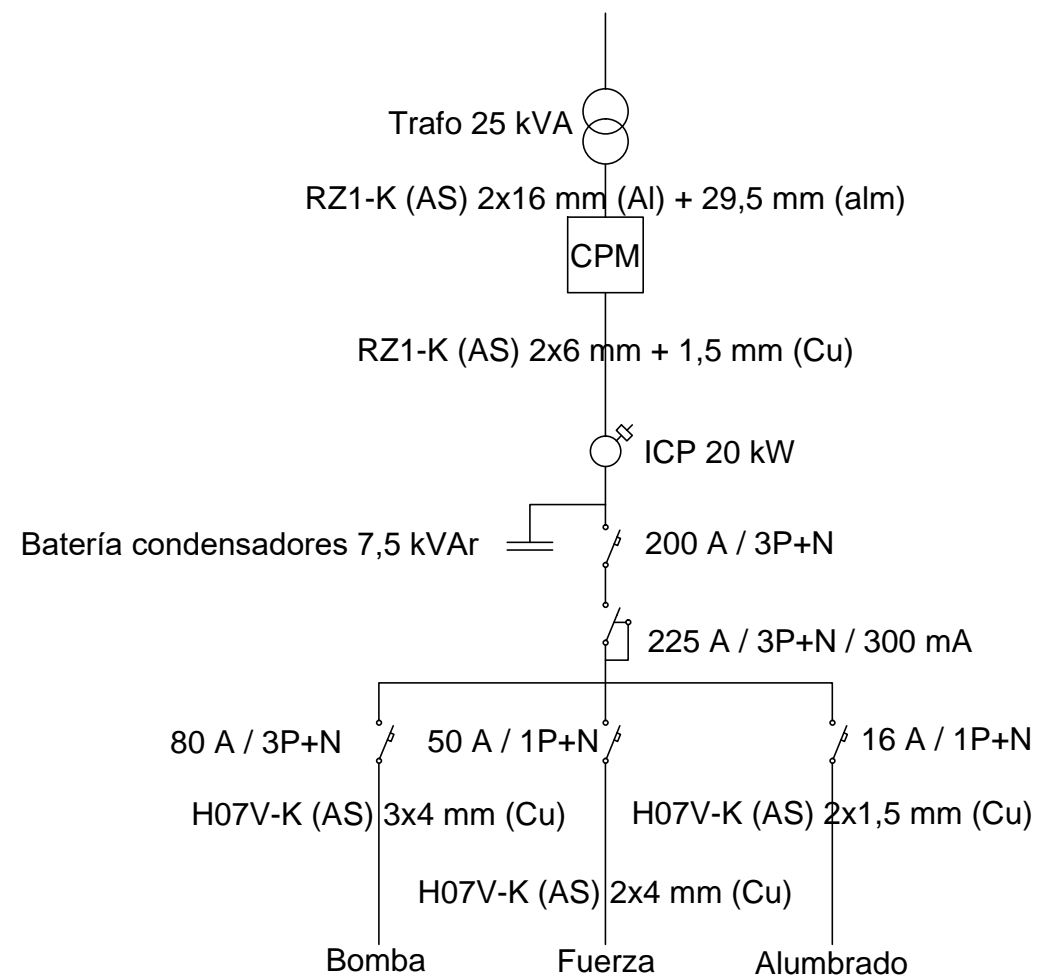 Trafo 25 kVA
RZ1-K (AS) 2x16 mm (Al) + 29,5 mm (alm)
CPM
RZ1-K (AS) 2x6 mm + 1,5 mm (Cu)
ICP 20 kW
Batería condensadores 7,5 kVAr
200 A / 3P+N
225 A / 3P+N / 300 mA
80 A / 3P+N
50 A / 1P+N
16 A / 1P+N
H07V-K (AS) 3x4 mm (Cu)
H07V-K (AS) 2x1,5 mm (Cu)
H07V-K (AS) 2x4 mm (Cu)
Bomba
Fuerza
Alumbrado